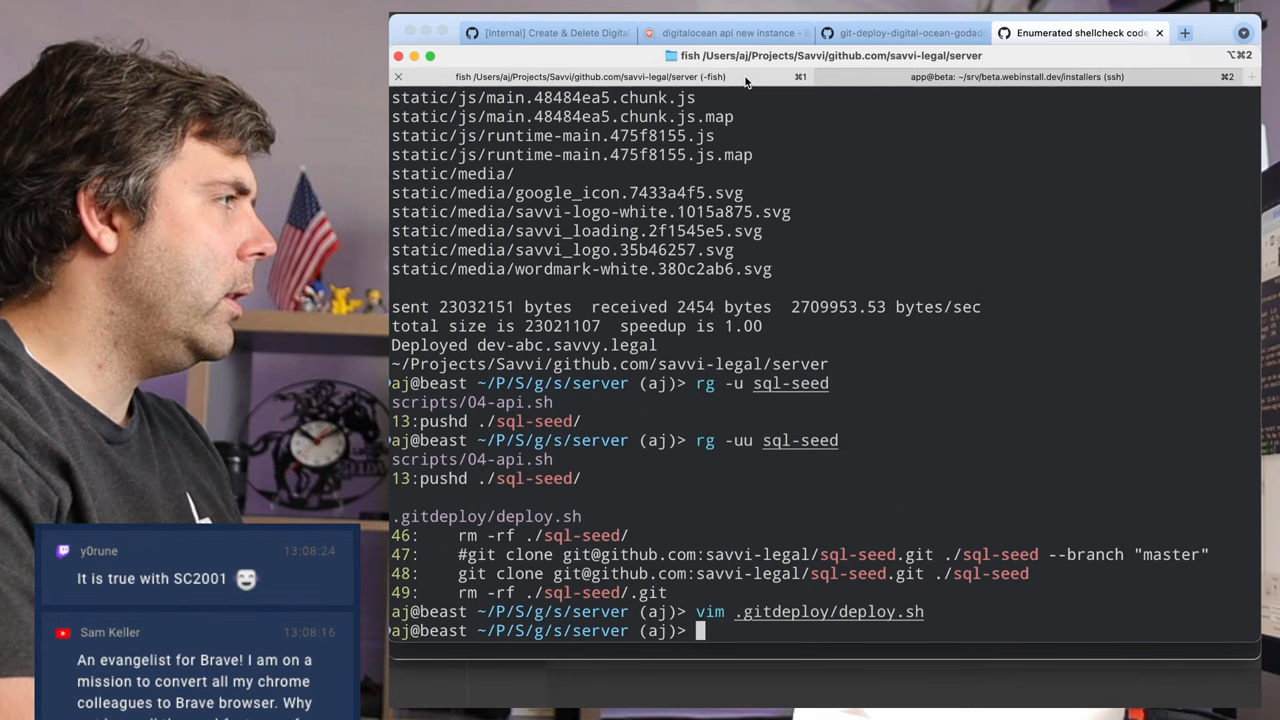 [Internal] Create & Delete Digital
digitalocean api new instance - B
git-deploy-digital-ocean-godad
Enumerated shellcheck code
fish /Users/aj/Projects/Savvi/github.com/savvi-legal/server
⌥⌘2
fish /Users/aj/Projects/Savvi/github.com/savvi-legal/server (-fish)
⌘1
app@beta: ~/srv/beta.webinstall.dev/installers (ssh)
⌘2
static/js/main.48484ea5.chunk.js
static/js/main.48484ea5.chunk.js.map
static/js/runtime-main.475f8155.js
static/js/runtime-main.475f8155.js.map
static/media/
static/media/google_icon.7433a4f5.svg
static/media/savvi-logo-white.1015a875.svg
static/media/savvi_loading.2f1545e5.svg
static/media/savvi_logo.35b46257.svg
static/media/wordmark-white.380c2ab6.svg
sent 23032151 bytes  received 2454 bytes  2709953.53 bytes/sec
total size is 23021107  speedup is 1.00
Deployed dev-abc.savvy.legal
~/Projects/Savvi/github.com/savvi-legal/server
aj@beast ~/P/S/g/s/server (aj)> rg -u sql-seed
scripts/04-api.sh
13:pushd ./sql-seed/
aj@beast ~/P/S/g/s/server (aj)> rg -uu sql-seed
scripts/04-api.sh
13:pushd ./sql-seed/
.gitdeploy/deploy.sh
46:    rm -rf ./sql-seed/
47:    #git clone git@github.com:savvi-legal/sql-seed.git ./sql-seed --branch "master"
48:    git clone git@github.com:savvi-legal/sql-seed.git ./sql-seed
49:    rm -rf ./sql-seed/.git
aj@beast ~/P/S/g/s/server (aj)> vim .gitdeploy/deploy.sh
aj@beast ~/P/S/g/s/server (aj)>
y0rune
13:08:24
It is true with SC2001
Sam Keller
13:08:16
An evangelist for Brave! I am on a
mission to convert all my chrome
colleagues to Brave browser. Why